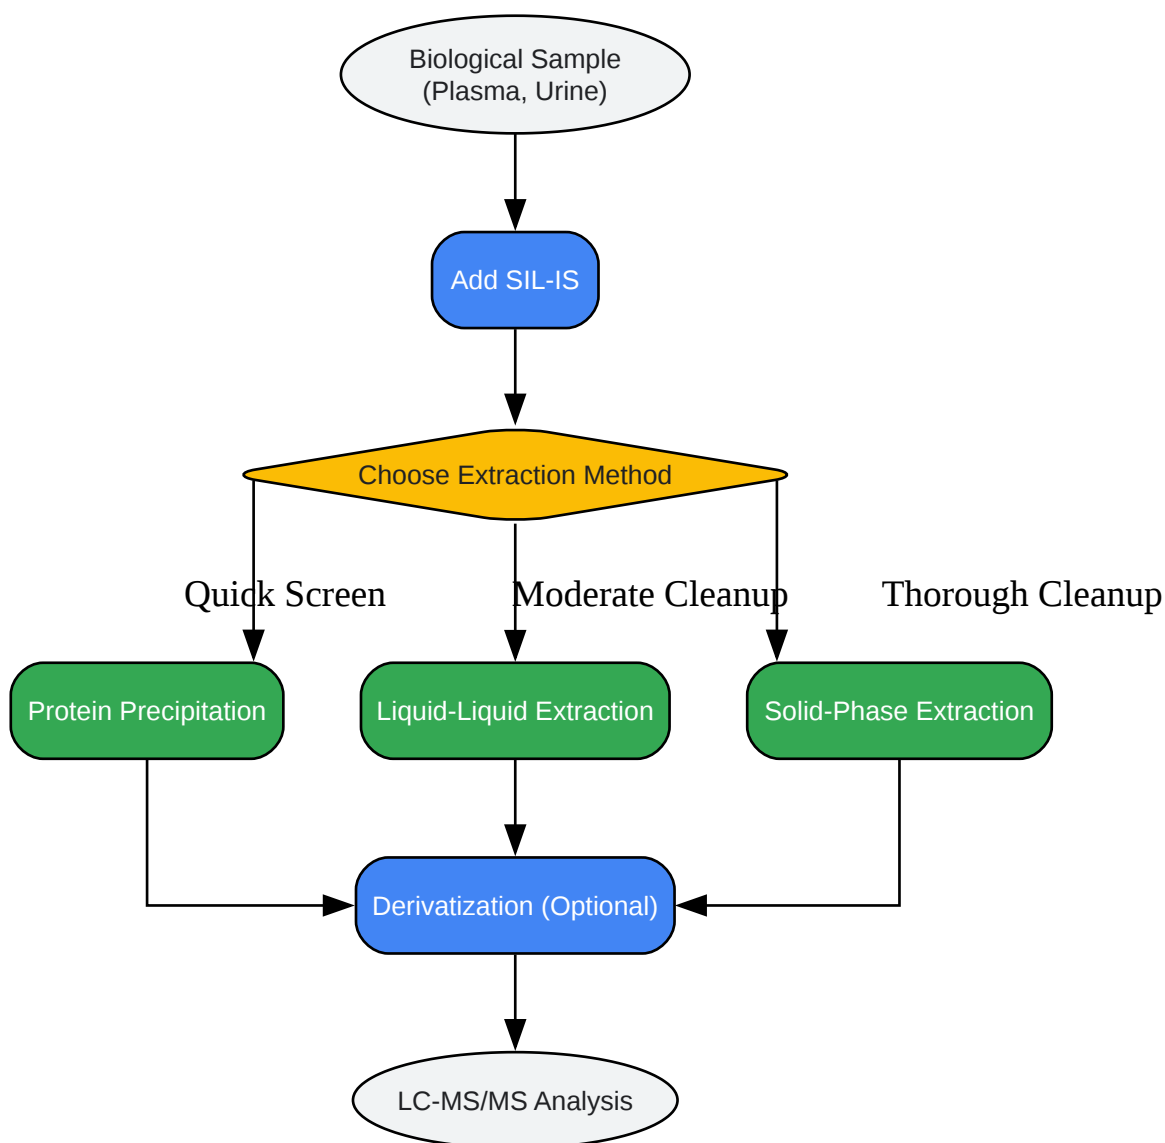 Biological Sample
(Plasma, Urine)
Add SIL-IS
Choose Extraction Method
Quick Screen
Moderate Cleanup
Thorough Cleanup
Protein Precipitation
Liquid-Liquid Extraction
Solid-Phase Extraction
Derivatization (Optional)
LC-MS/MS Analysis